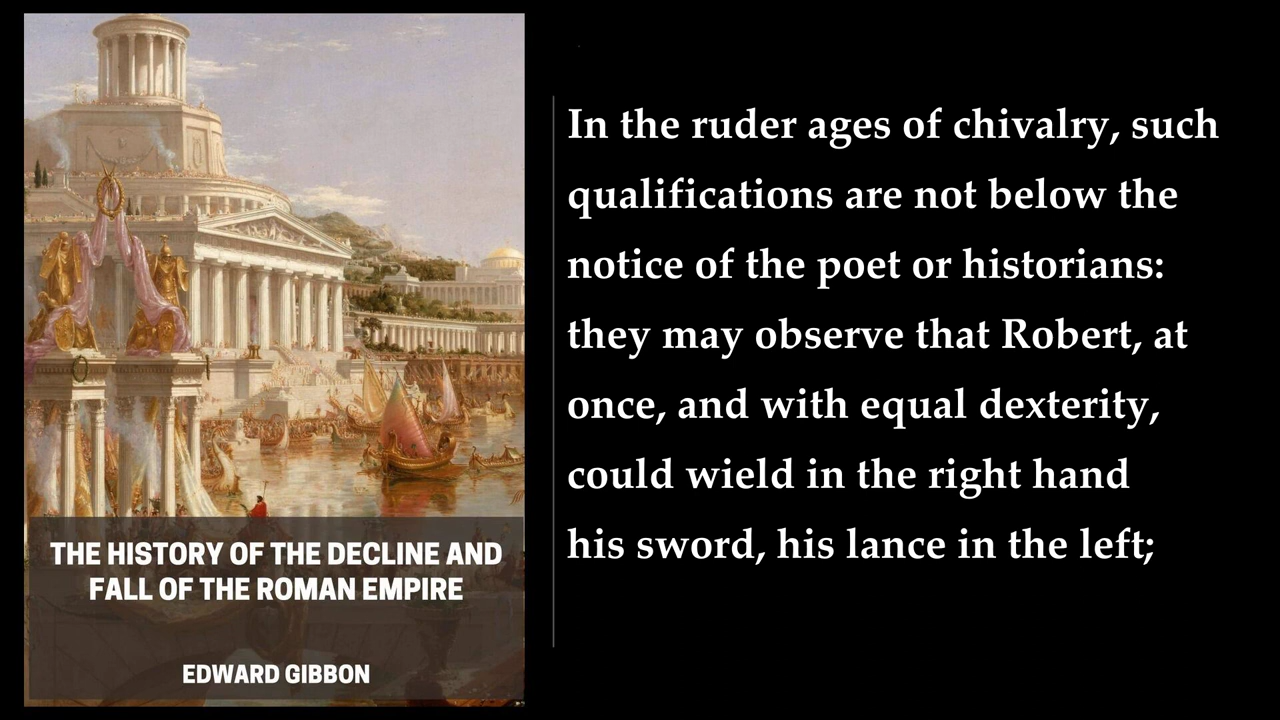 THE HISTORY OF THE DECLINE AND
FALL OF THE ROMAN EMPIRE
EDWARD GIBBON
In the ruder ages of chivalry, such
qualifications are not below the
notice of the poet or historians:
they may observe that Robert, at
once, and with equal dexterity,
could wield in the right hand
his sword, his lance in the left;